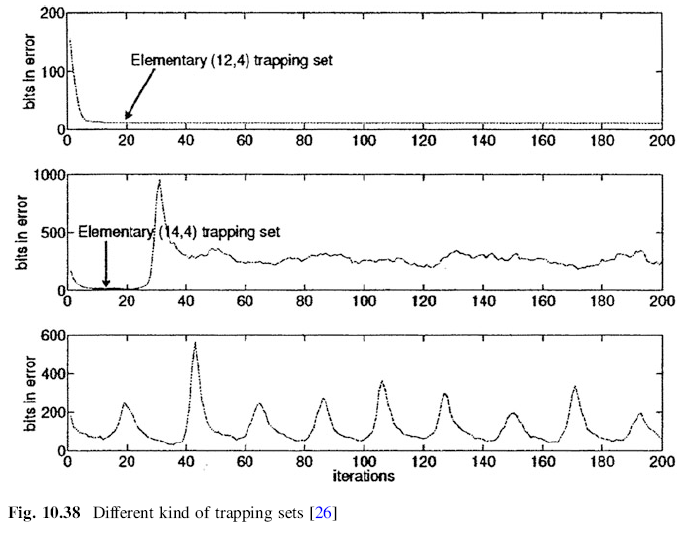 200
100
0
bits in error
Elementary (12,4) trapping set
0 20 40 60 80 100 120 140 160 180 200
1000
500
0
bits in error
Elementary (14,4) trapping set
0 20 40 60 80 100 120 140 160 180 200
600
400
200
0
bits in error
0 20 40 60 80 100 120 140 160 180 200
iterations
Fig. 10.38 Different kind of trapping sets [26]